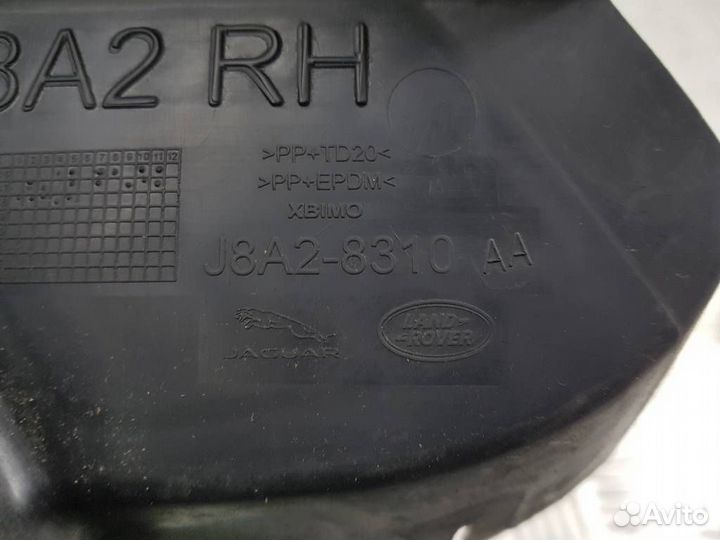 8A2 RH
1 2 3 4 5 6 7 8 9 10 11 12
>PP+TD20<
>PP+EPDM<
XBIMO
J8A2-8310 AA
JAGUAR
LAND-
-ROVER
Avito